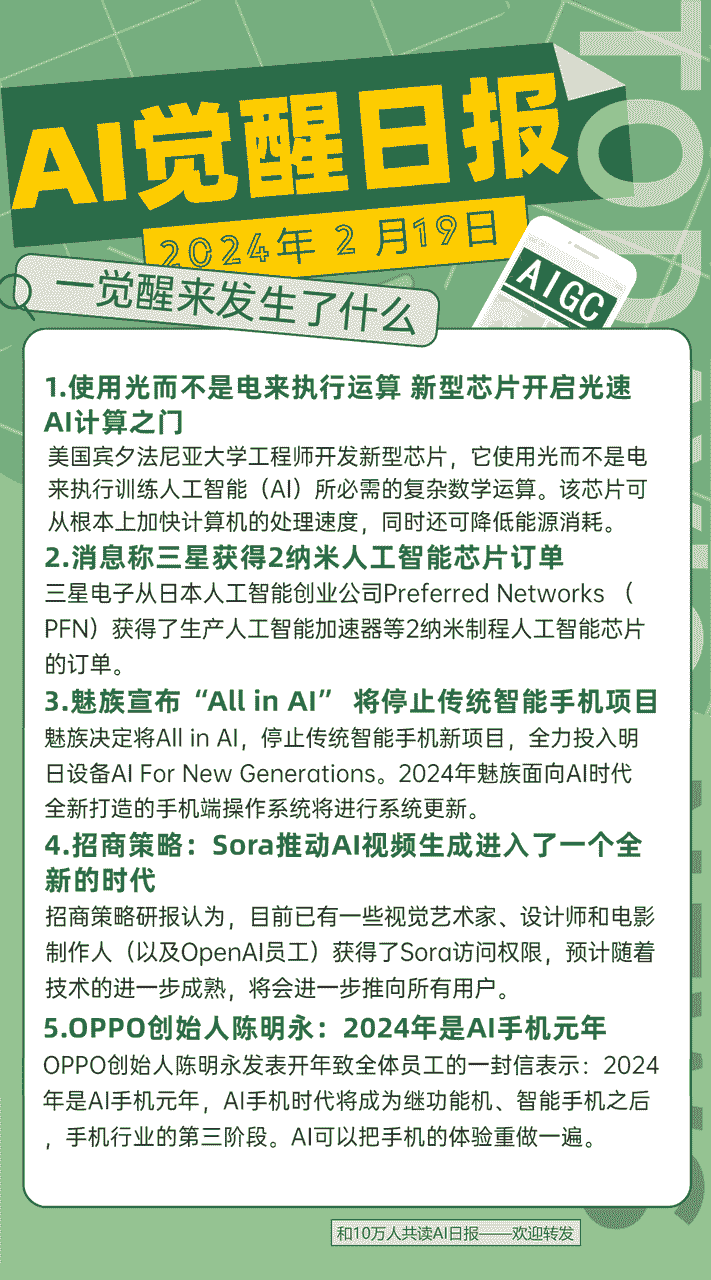 AI觉醒日报
2024年 2 月19日
AIGC
一觉醒来发生了什么
1.使用光而不是电来执行运算 新型芯片开启光速
AI计算之门
美国宾夕法尼亚大学工程师开发新型芯片，它使用光而不是电
来执行训练人工智能（AI）所必需的复杂数学运算。该芯片可
从根本上加快计算机的处理速度，同时还可降低能源消耗。
2.消息称三星获得2纳米人工智能芯片订单
三星电子从日本人工智能创业公司Preferred Networks （
PFN）获得了生产人工智能加速器等2纳米制程人工智能芯片
的订单。
3.魅族宣布“All in AI” 将停止传统智能手机项目
魅族决定将All in AI，停止传统智能手机新项目，全力投入明
日设备AI For New Generations。2024年魅族面向AI时代
全新打造的手机端操作系统将进行系统更新。
4.招商策略：Sora推动AI视频生成进入了一个全
新的时代
招商策略研报认为，目前已有一些视觉艺术家、设计师和电影
制作人（以及OpenAI员工）获得了Sora访问权限，预计随着
技术的进一步成熟，将会进一步推向所有用户。
5.OPPO创始人陈明永：2024年是AI手机元年
OPPO创始人陈明永发表开年致全体员工的一封信表示：2024
年是AI手机元年，AI手机时代将成为继功能机、智能手机之后
，手机行业的第三阶段。AI可以把手机的体验重做一遍。
和10万人共读AI日报——欢迎转发